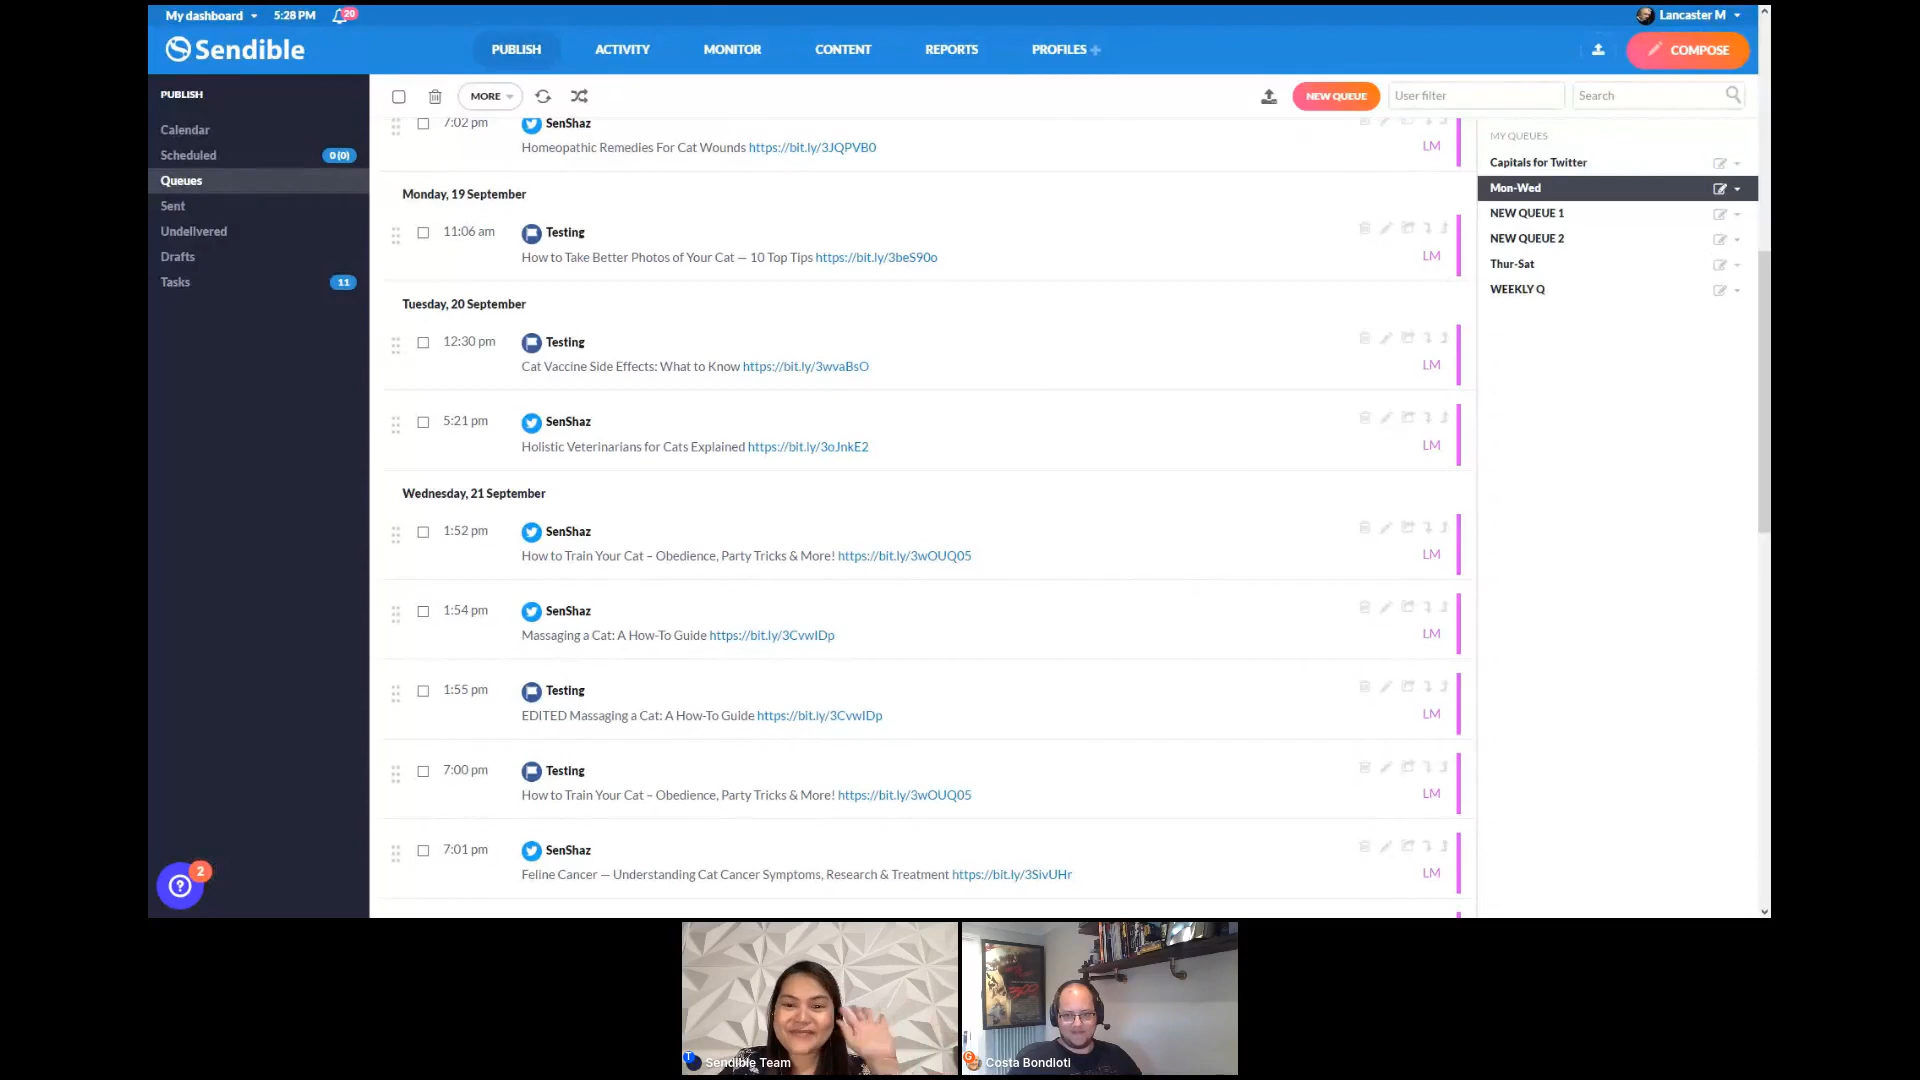 My dashboard 5:28 PM 20 Lancaster M
Sendible PUBLISH ACTIVITY MONITOR CONTENT REPORTS PROFILES COMPOSE
PUBLISH
Calendar
Scheduled 0 (0)
Queues
Sent
Undelivered
Drafts
Tasks 11
2
MORE NEW QUEUE User filter Search
7:02 pm SenShaz
Homeopathic Remedies For Cat Wounds https://bit.ly/3JQPVB0 LM
Monday, 19 September
11:06 am Testing
How to Take Better Photos of Your Cat — 10 Top Tips https://bit.ly/3beS90o LM
Tuesday, 20 September
12:30 pm Testing
Cat Vaccine Side Effects: What to Know https://bit.ly/3wvaBsO LM
5:21 pm SenShaz
Holistic Veterinarians for Cats Explained https://bit.ly/3oJnkE2 LM
Wednesday, 21 September
1:52 pm SenShaz
How to Train Your Cat – Obedience, Party Tricks & More! https://bit.ly/3wOUQ05 LM
1:54 pm SenShaz
Massaging a Cat: A How-To Guide https://bit.ly/3CvwIDp LM
1:55 pm Testing
EDITED Massaging a Cat: A How-To Guide https://bit.ly/3CvwIDp LM
7:00 pm Testing
How to Train Your Cat – Obedience, Party Tricks & More! https://bit.ly/3wOUQ05 LM
7:01 pm SenShaz
Feline Cancer — Understanding Cat Cancer Symptoms, Research & Treatment https://bit.ly/3SivUHr LM
MY QUEUES
Capitals for Twitter
Mon-Wed
NEW QUEUE 1
NEW QUEUE 2
Thur-Sat
WEEKLY Q
Sendible Team
300
Costa Bondioti